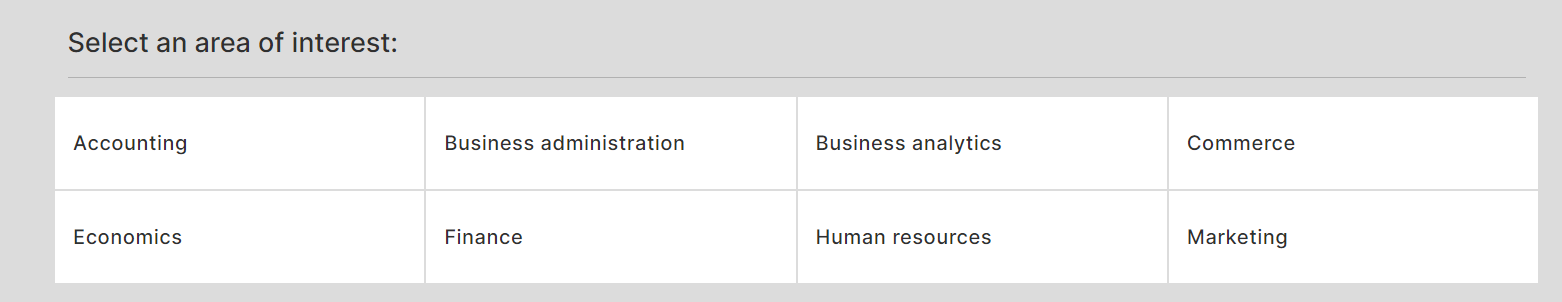 Select an area of interest:
Accounting
Business administration
Business analytics
Commerce
Economics
Finance
Human resources
Marketing